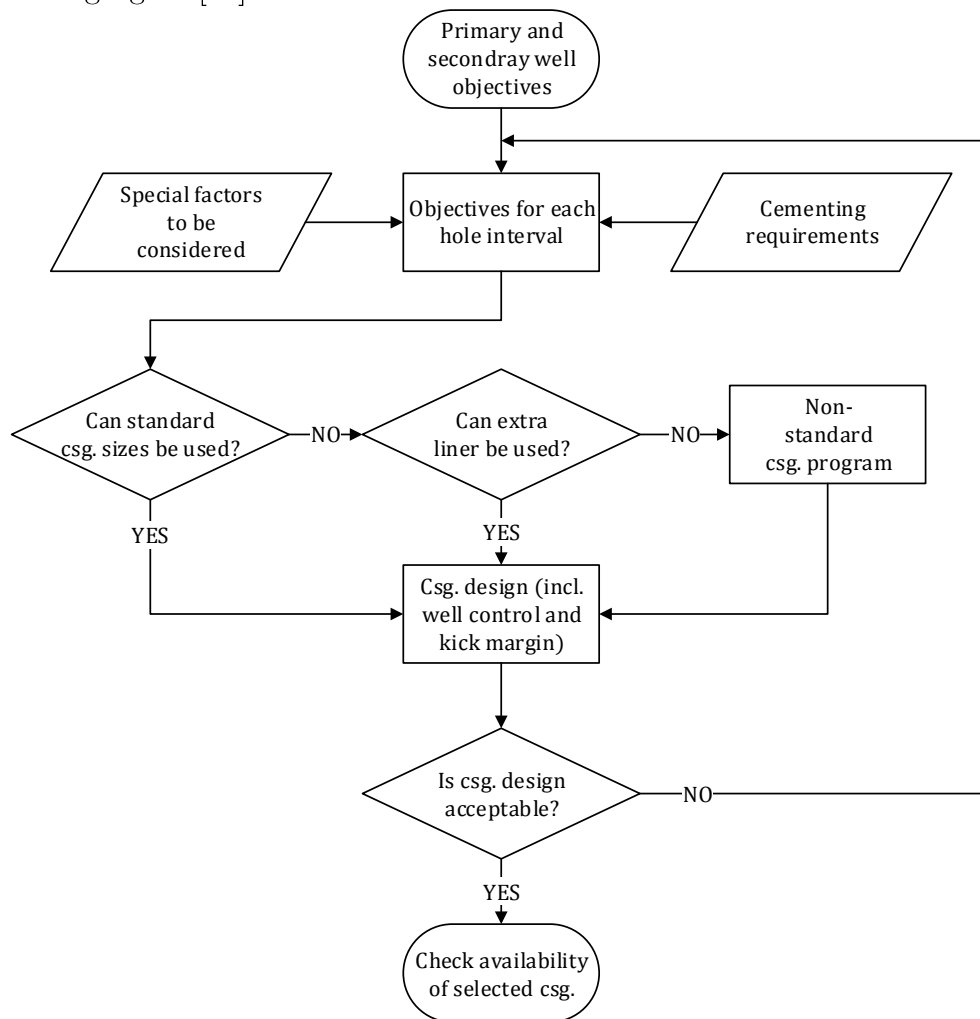 Primary and
secondray well
objectives
Special factors
to be
considered
Objectives for each
hole interval
Cementing
requirements
Can standard
csg. sizes be used?
NO
Can extra
liner be used?
NO
Non-
standard
csg. program
YES
YES
Csg. design (incl.
well control and
kick margin)
Is csg. design
acceptable?
NO
YES
Check availability
of selected csg.